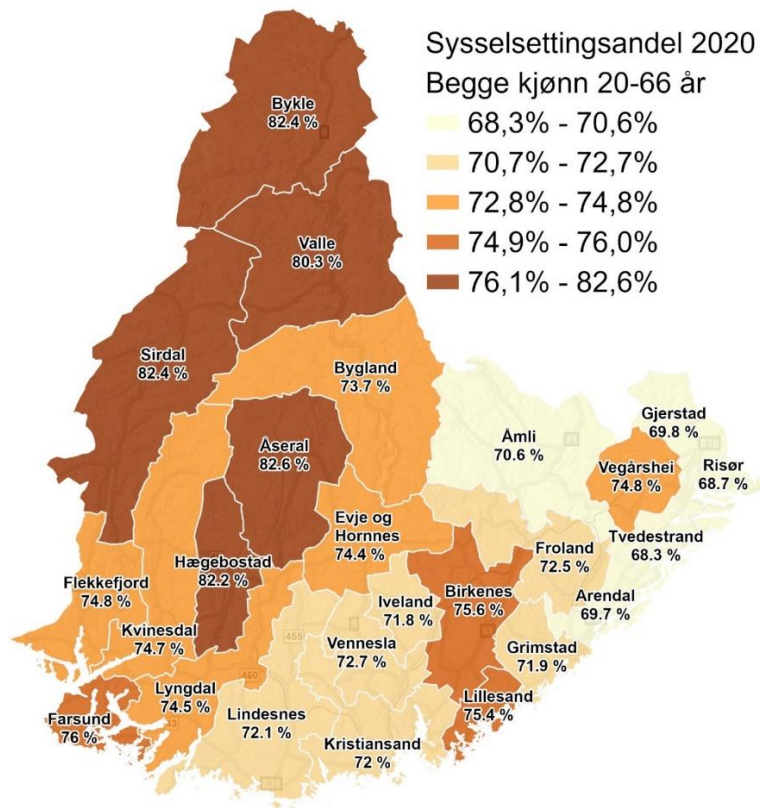 Sysselsettingsandel 2020
Begge kjønn 20-66 år
68,3% - 70,6%
70,7% - 72,7%
72,8% - 74,8%
74,9% - 76,0%
76,1% - 82,6%
Bykle
82.4 %
Valle
80.3 %
Sirdal
82.4 %
Bygland
73.7 %
Åseral
82.6 %
Åmli
70.6 %
41
Gjerstad
69.8 %
E18
Vegårshei
74.8 %
Risør
68.7 %
Evje og
Hornnes
74.4 %
Tvedestrand
68.3 %
Froland
72.5 %
Hægebostad
82.2 %
Flekkefjord
74.8 %
Kvinesdal
74.7 %
Birkenes
75.6 %
Arendal
69.7 %
Iveland
71.8 %
Vennesla
72.7 %
455
Grimstad
71.9 %
460
Lyngdal
74.5 %
43
Lillesand
75.4 %
Farsund
76 %
Lindesnes
72.1 %
Kristiansand
72 %